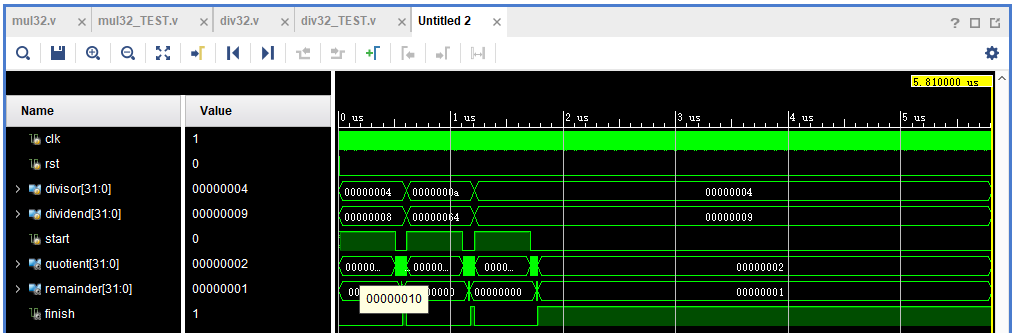 mul32.v × mul32_TEST.v × div32.v × div32_TEST.v × Untitled 2 ×
5.810000 us
Name Value
0 us 1 us 2 us 3 us 4 us 5 us
clk 1
rst 0
divisor[31:0] 00000004 00000004 0000000a 00000004
dividend[31:0] 00000009 00000008 00000064 00000009
start 0
quotient[31:0] 00000002 00000... 00000... 0000... 00000002
remainder[31:0] 00000001 00000000 00000001
00000010
finish 1